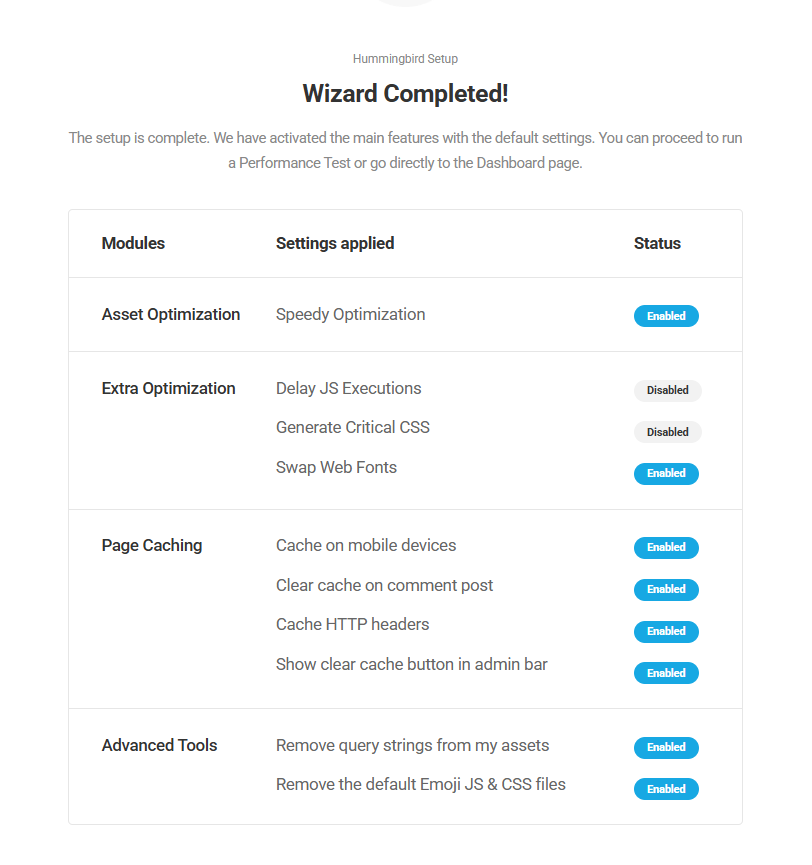 Hummingbird Setup
Wizard Completed!
The setup is complete. We have activated the main features with the default settings. You can proceed to run
a Performance Test or go directly to the Dashboard page.
Modules Settings applied Status
Asset Optimization Speedy Optimization Enabled
Extra Optimization Delay JS Executions Disabled
Generate Critical CSS Disabled
Swap Web Fonts Enabled
Page Caching Cache on mobile devices Enabled
Clear cache on comment post Enabled
Cache HTTP headers Enabled
Show clear cache button in admin bar Enabled
Advanced Tools Remove query strings from my assets Enabled
Remove the default Emoji JS & CSS files Enabled